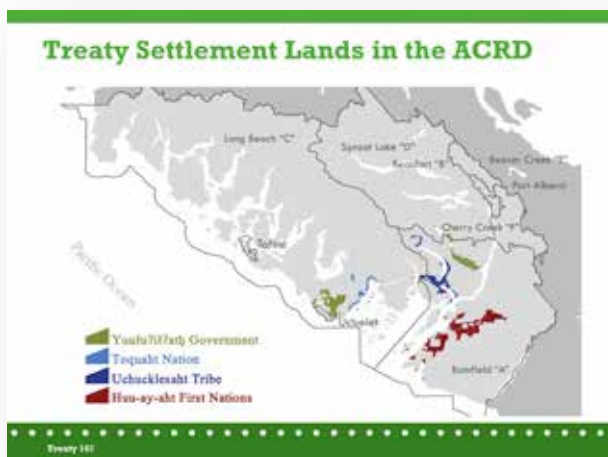 Treaty Settlement Lands in the ACRD
Long Beach "C"
Sproat Lake "D"
Beaufort "B"
Beaver Creek "E"
Port Alberni
Cherry Creek "F"
Tofino
Pacific Ocean
Ucluelet
Bamfield "A"
Government
Toquaht Nation
Uchucklesaht Tribe
Huu-ay-aht First Nations
Treaty 101